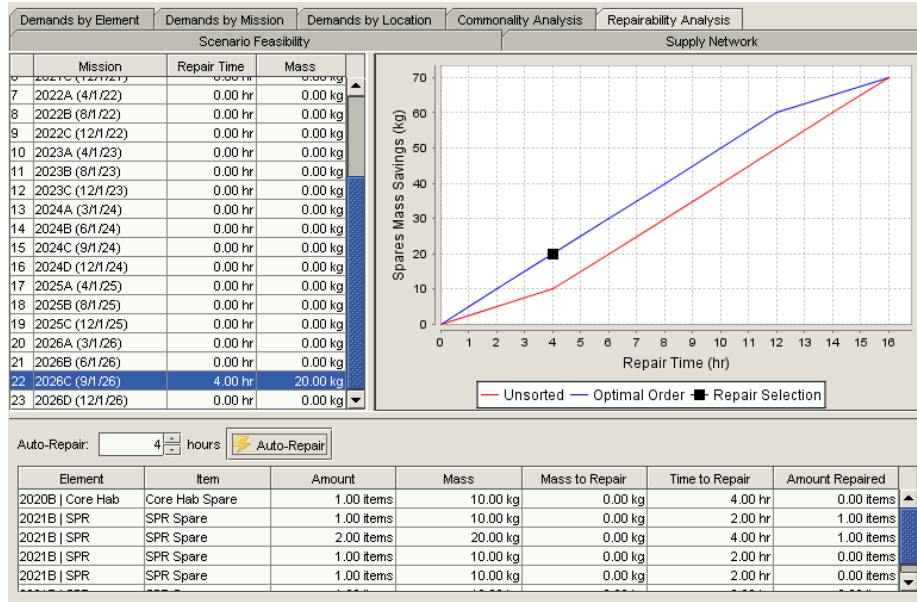 Demands by Element Demands by Mission Demands by Location Commonality Analysis Repairability Analysis
Scenario Feasibility Supply Network
Mission Repair Time Mass
7 2022A (4/1/22) 0.00 hr 0.00 kg
8 2022B (8/1/22) 0.00 hr 0.00 kg
9 2022C (12/1/22) 0.00 hr 0.00 kg
10 2023A (4/1/23) 0.00 hr 0.00 kg
11 2023B (8/1/23) 0.00 hr 0.00 kg
12 2023C (12/1/23) 0.00 hr 0.00 kg
13 2024A (3/1/24) 0.00 hr 0.00 kg
14 2024B (6/1/24) 0.00 hr 0.00 kg
15 2024C (9/1/24) 0.00 hr 0.00 kg
16 2024D (12/1/24) 0.00 hr 0.00 kg
17 2025A (4/1/25) 0.00 hr 0.00 kg
18 2025B (8/1/25) 0.00 hr 0.00 kg
19 2025C (12/1/25) 0.00 hr 0.00 kg
20 2026A (3/1/26) 0.00 hr 0.00 kg
21 2026B (6/1/26) 0.00 hr 0.00 kg
22 2026C (9/1/26) 4.00 hr 20.00 kg
23 2026D (12/1/26) 0.00 hr 0.00 kg
Spares Mass Savings (kg)
70
60
50
40
30
20
10
0
0 1 2 3 4 5 6 7 8 9 10 11 12 13 14 15 16
Repair Time (hr)
Unsorted Optimal Order Repair Selection
Auto-Repair: 4 hours Auto-Repair
Element Item Amount Mass Mass to Repair Time to Repair Amount Repaired
2020B | Core Hab Core Hab Spare 1.00 items 10.00 kg 0.00 kg 4.00 hr 0.00 items
2021B | SPR SPR Spare 1.00 items 10.00 kg 0.00 kg 2.00 hr 1.00 items
2021B | SPR SPR Spare 2.00 items 20.00 kg 0.00 kg 4.00 hr 1.00 items
2021B | SPR SPR Spare 1.00 items 10.00 kg 0.00 kg 2.00 hr 0.00 items
2021B | SPR SPR Spare 1.00 items 10.00 kg 0.00 kg 2.00 hr 0.00 items